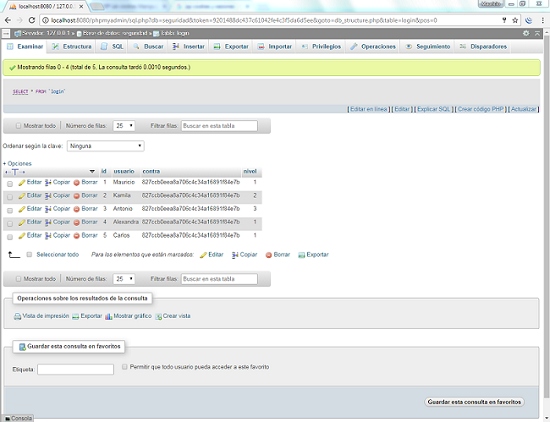 localhost:8080/phpmyadmin/sql.php?db=seguridad&token=9201488dc437c61042fe4c3f5da6d5ee&goto=db_structure.php&table=login&pos=0
Servidor: 127.0.0.1 » Base de datos: seguridad » Tabla: login
Examinar Estructura SQL Buscar Insertar Exportar Importar Privilegios Operaciones Seguimiento Disparadores
Mostrando filas 0 - 4 (total de 5, La consulta tardó 0.0010 segundos.)
SELECT * FROM `login`
[ Editar en línea ] [ Editar ] [ Explicar SQL ] [ Crear código PHP ] [ Actualizar ]
Mostrar todo Número de filas: 25 Filtrar filas: Buscar en esta tabla
Ordenar según la clave: Ninguna
+ Opciones
id usuario contra nivel
Editar Copiar Borrar 1 Mauricio 827ccb0eea8a706c4c34a16891f84e7b 1
Editar Copiar Borrar 2 Kamila 827ccb0eea8a706c4c34a16891f84e7b 2
Editar Copiar Borrar 3 Antonio 827ccb0eea8a706c4c34a16891f84e7b 3
Editar Copiar Borrar 4 Alexandra 827ccb0eea8a706c4c34a16891f84e7b 1
Editar Copiar Borrar 5 Carlos 827ccb0eea8a706c4c34a16891f84e7b 1
Seleccionar todo Para los elementos que están marcados: Editar Copiar Borrar Exportar
Mostrar todo Número de filas: 25 Filtrar filas: Buscar en esta tabla
Operaciones sobre los resultados de la consulta
Vista de impresión Exportar Mostrar gráfico Crear vista
Guardar esta consulta en favoritos
Etiqueta: Permitir que todo usuario pueda acceder a este favorito
Guardar esta consulta en favoritos
Consola